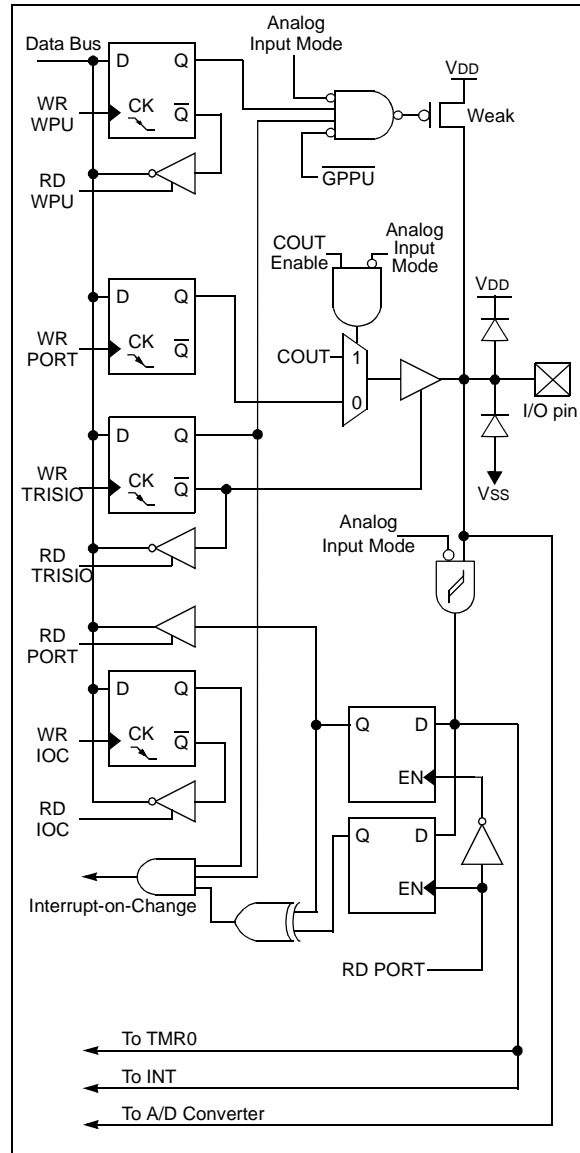 Analog
Input Mode
Data Bus
D Q
VDD
WR
WPU
CK
Q
Weak
RD
WPU
GPPU
COUT
Enable
Analog
Input
Mode
D Q
VDD
WR
PORT
CK
Q
COUT
1
0
I/O pin
D Q
WR
TRISIO
CK
Q
VSS
Analog
Input Mode
RD
TRISIO
RD
PORT
D Q
WR
IOC
CK
Q
Q D
EN
RD
IOC
Q D
EN
Interrupt-on-Change
RD PORT
To TMR0
To INT
To A/D Converter